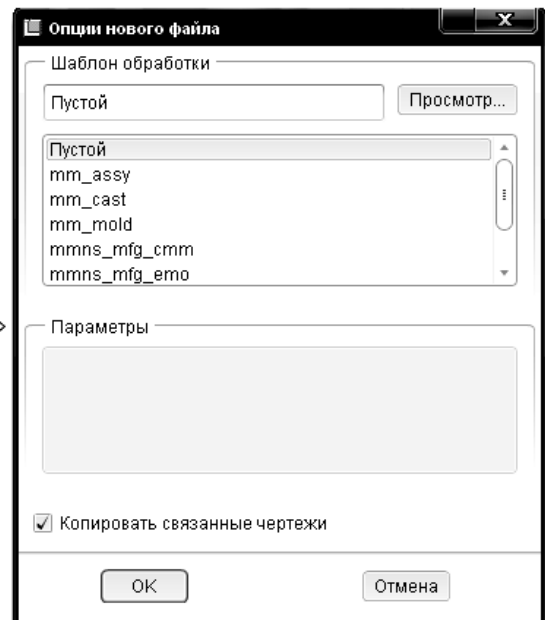 Опции нового файла
Шаблон обработки
Пустой
Просмотр...
Пустой
mm_assy
mm_cast
mm_mold
mmns_mfg_cmm
mmns_mfg_emo
Параметры
Копировать связанные чертежи
OK
Отмена